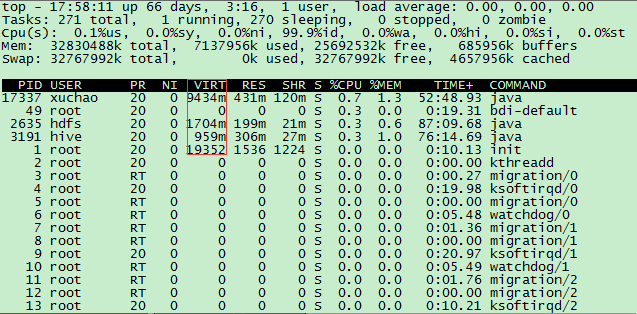 top - 17:58:11 up 66 days,  3:16,  1 user,  load average: 0.00, 0.00, 0.00
Tasks: 271 total,   1 running, 270 sleeping,   0 stopped,   0 zombie
Cpu(s):  0.1%us,  0.0%sy,  0.0%ni, 99.9%id,  0.0%wa,  0.0%hi,  0.0%si,  0.0%st
Mem:  32830488k total,  7137956k used, 25692532k free,   685956k buffers
Swap: 32767992k total,        0k used, 32767992k free,  4657956k cached
PID USER      PR  NI  VIRT  RES  SHR S %CPU %MEM    TIME+  COMMAND
17337 xuchao    20   0 9434m 431m 120m S  0.7  1.3  52:48.93 java
49 root      20   0     0    0    0 S  0.3  0.0   0:19.31 bdi-default
2635 hdfs      20   0 1704m 199m  21m S  0.3  0.6  87:09.68 java
3191 hive      20   0  959m 306m  27m S  0.3  1.0  76:14.69 java
1 root      20   0 19352 1536 1224 S  0.0  0.0   0:10.13 init
2 root      20   0     0    0    0 S  0.0  0.0   0:00.00 kthreadd
3 root      RT   0     0    0    0 S  0.0  0.0   0:00.27 migration/0
4 root      20   0     0    0    0 S  0.0  0.0   0:19.98 ksoftirqd/0
5 root      RT   0     0    0    0 S  0.0  0.0   0:00.00 migration/0
6 root      RT   0     0    0    0 S  0.0  0.0   0:05.48 watchdog/0
7 root      RT   0     0    0    0 S  0.0  0.0   0:01.36 migration/1
8 root      RT   0     0    0    0 S  0.0  0.0   0:00.00 migration/1
9 root      20   0     0    0    0 S  0.0  0.0   0:20.97 ksoftirqd/1
10 root      RT   0     0    0    0 S  0.0  0.0   0:05.49 watchdog/1
11 root      RT   0     0    0    0 S  0.0  0.0   0:01.76 migration/2
12 root      RT   0     0    0    0 S  0.0  0.0   0:00.00 migration/2
13 root      20   0     0    0    0 S  0.0  0.0   0:10.21 ksoftirqd/2